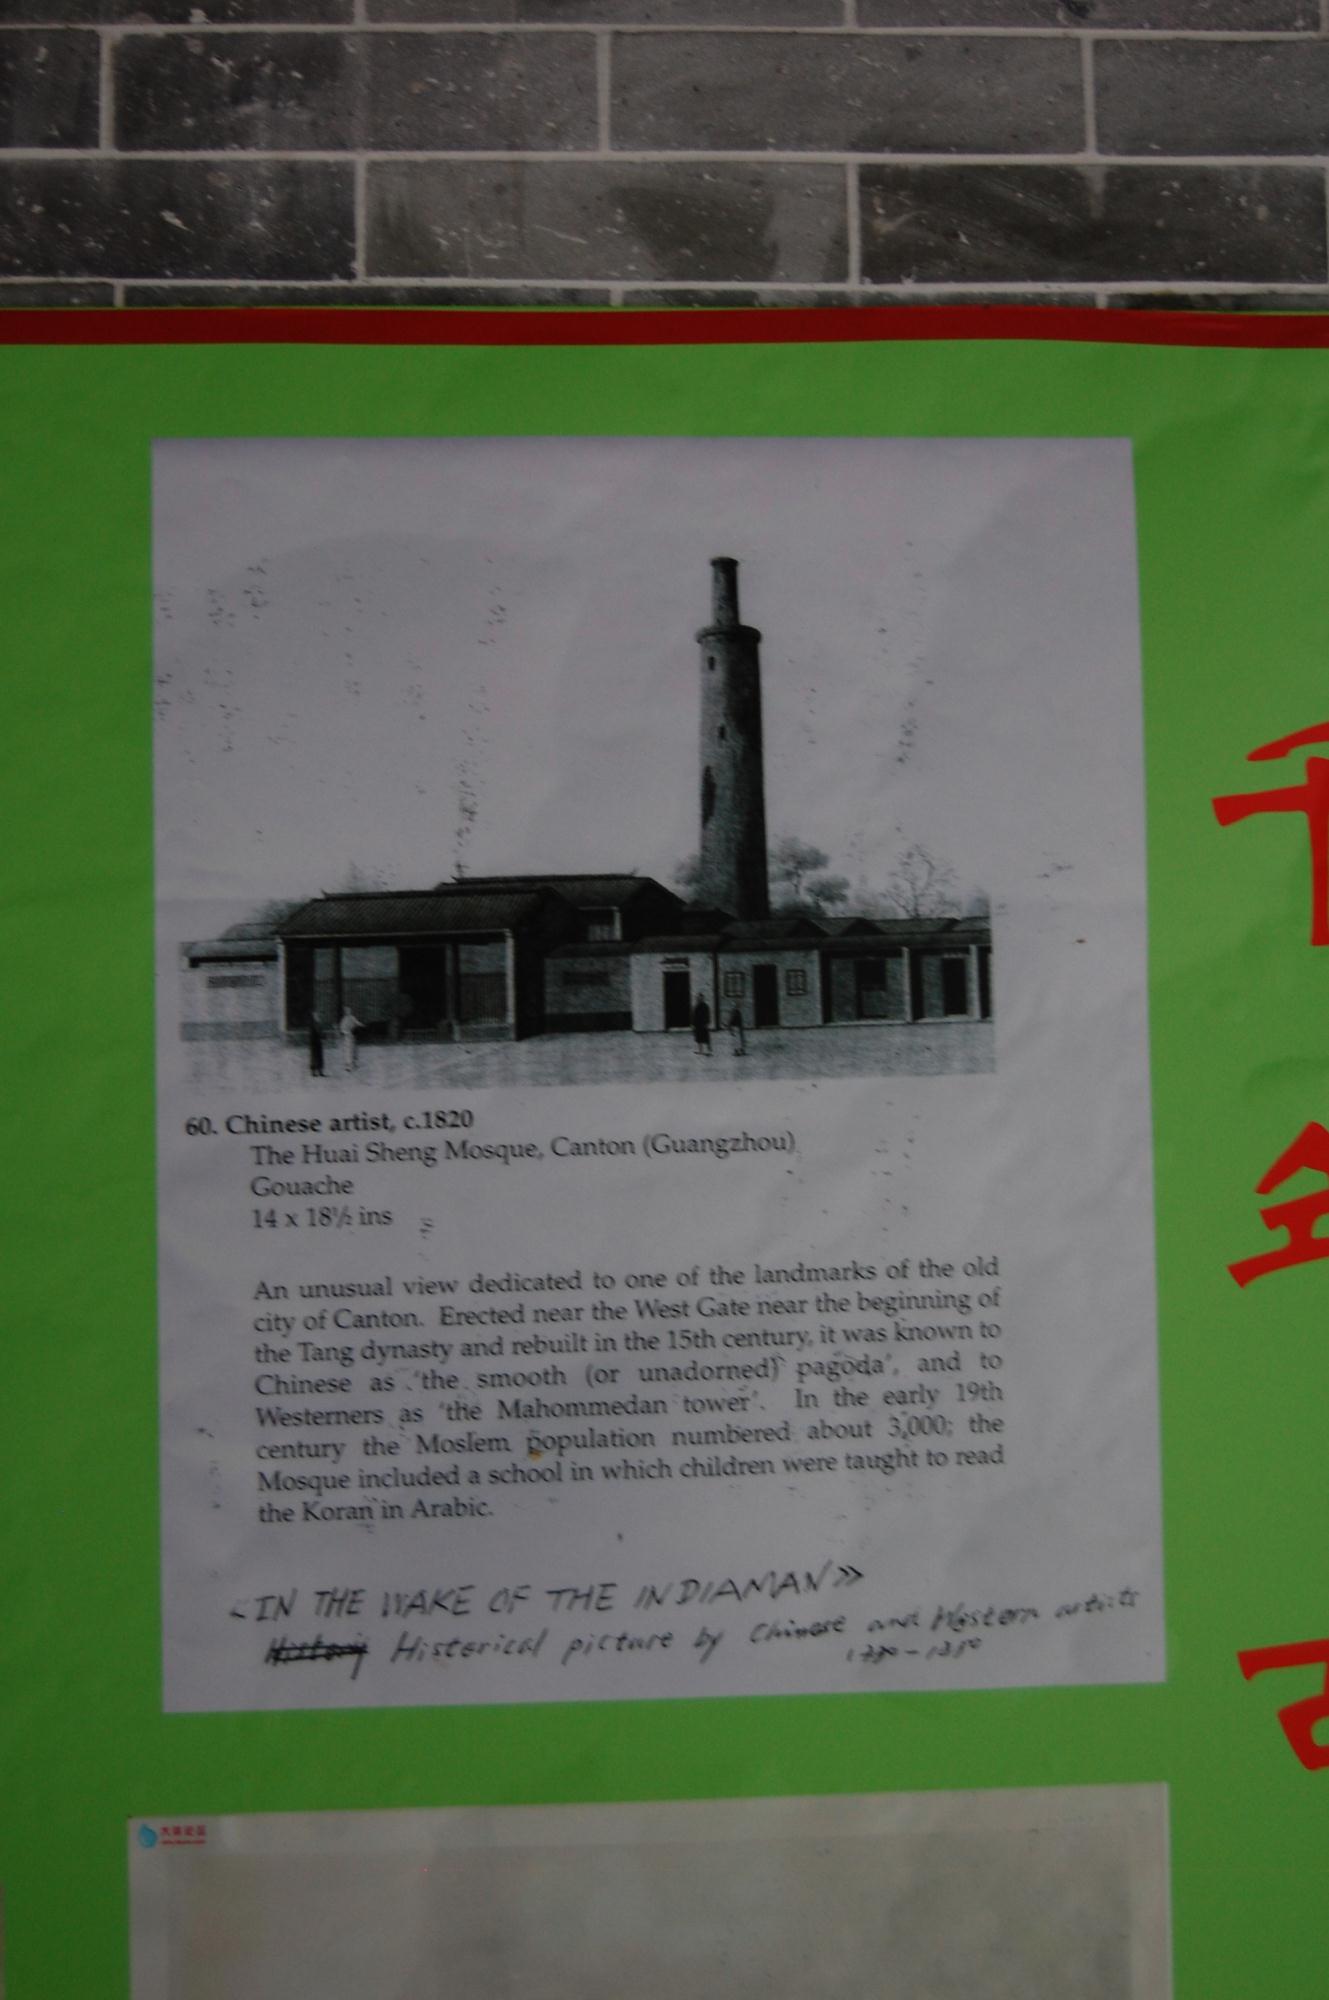 60. Chinese artist, c.1820
The Huai Sheng Mosque, Canton (Guangzhou)
Gouache
14 x 18½ ins
An unusual view dedicated to one of the landmarks of the old
city of Canton. Erected near the West Gate near the beginning of
the Tang dynasty and rebuilt in the 15th century, it was known to
Chinese as 'the smooth (or unadorned) pagoda', and to
Westerners as 'the Mahommedan tower'. In the early 19th
century the Moslem population numbered about 3,000; the
Mosque included a school in which children were taught to read
the Koran in Arabic.
<IN THE WAKE OF THE INDIAMAN>>
Historical picture by Chinese and Western artists